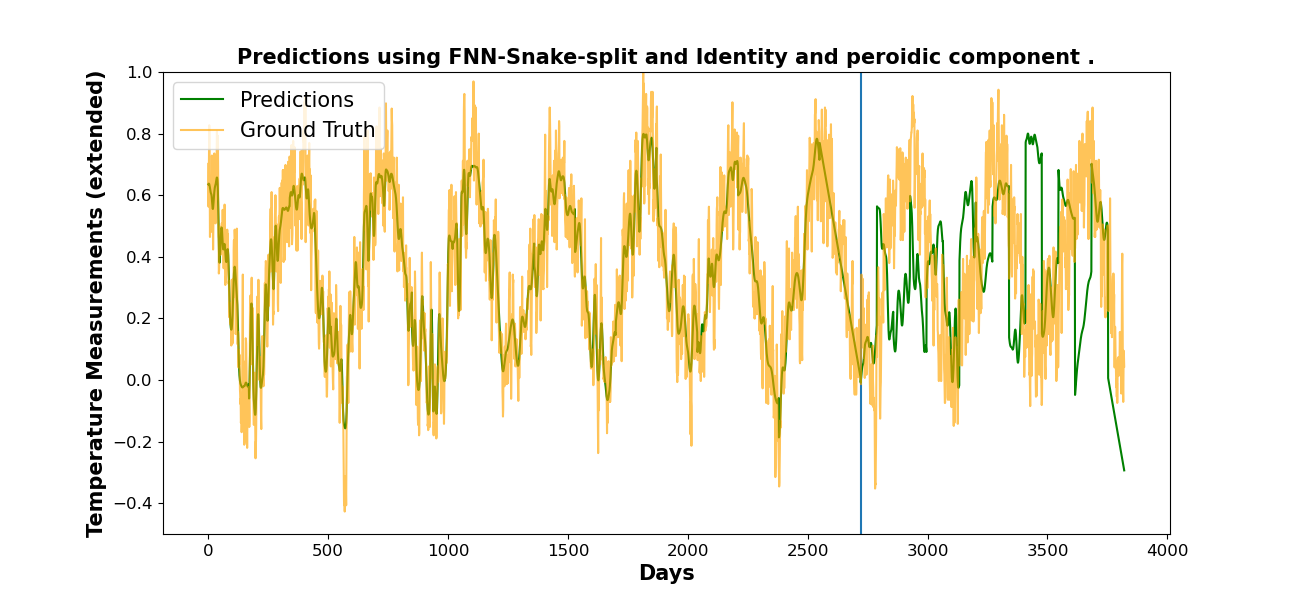 Predictions using FNN-Snake-split and Identity and peroidic component .
Temperature Measurements (extended)
1.0
0.8
0.6
0.4
0.2
0.0
−0.2
−0.4
Predictions
Ground Truth
0 500 1000 1500 2000 2500 3000 3500 4000
Days